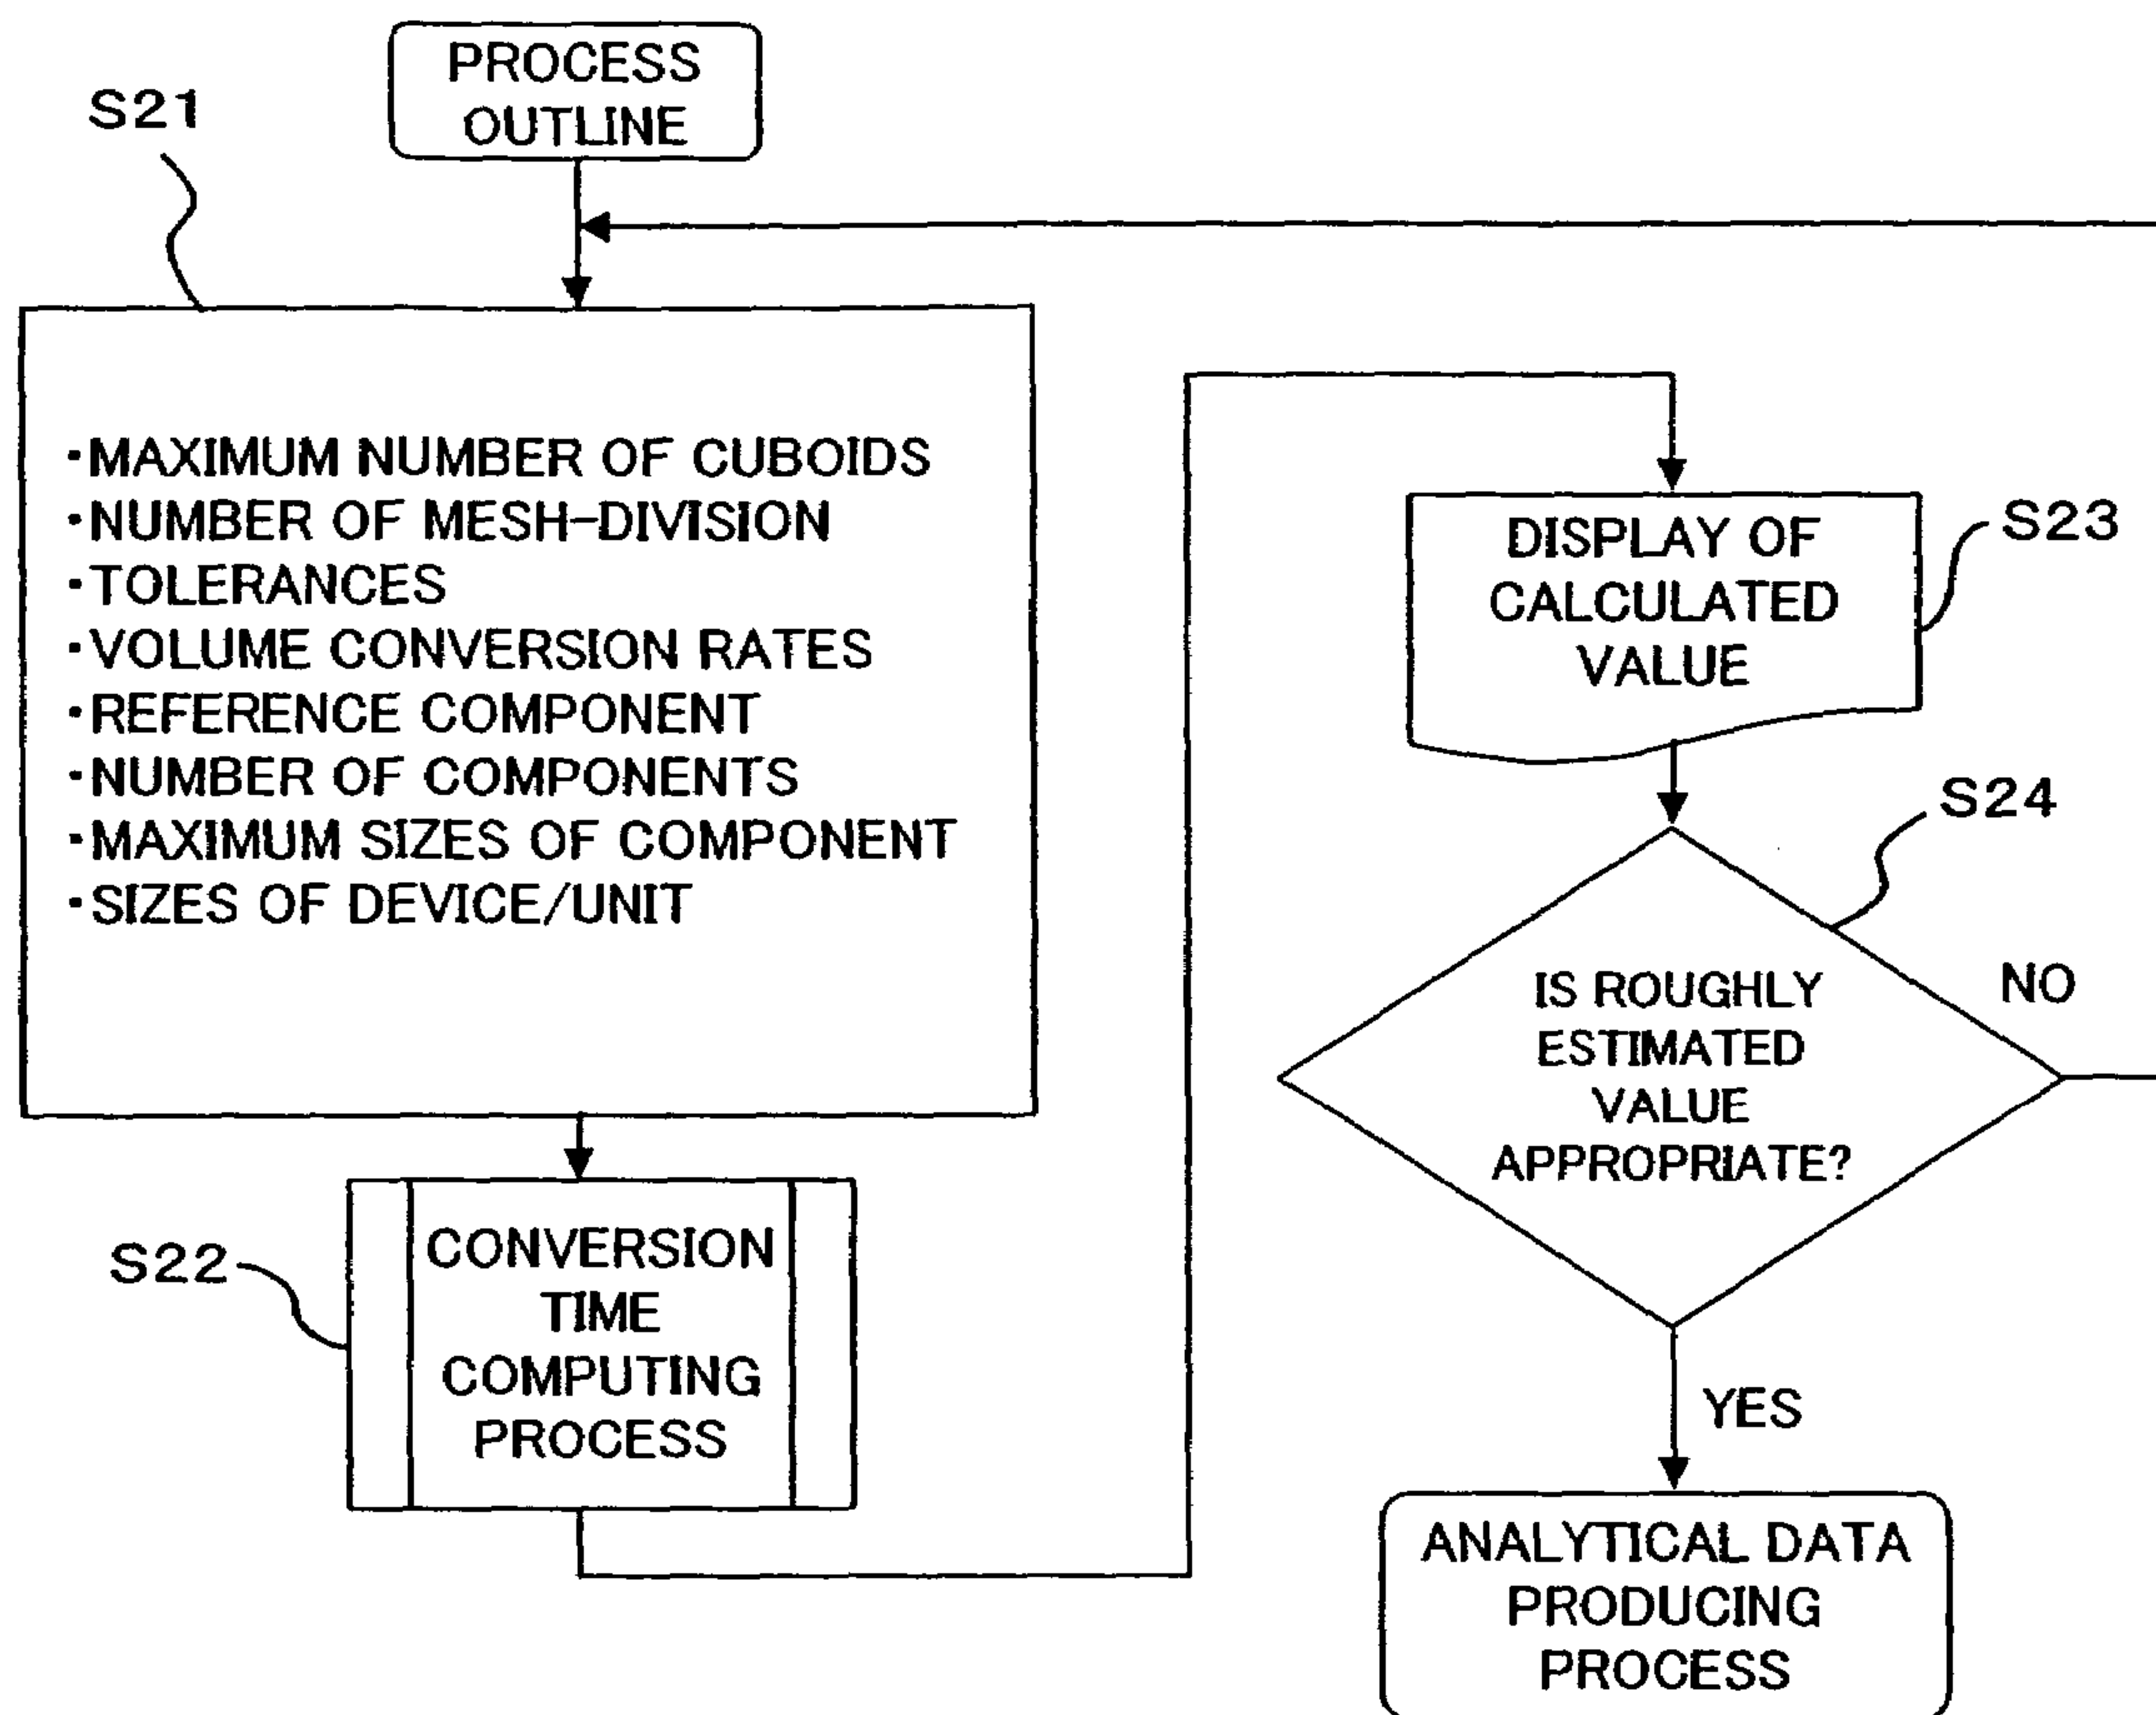 PROCESS
OUTLINE
S21
・MAXIMUM NUMBER OF CUBOIDS
・NUMBER OF MESH-DIVISION
・TOLERANCES
・VOLUME CONVERSION RATES
・REFERENCE COMPONENT
・NUMBER OF COMPONENTS
・MAXIMUM SIZES OF COMPONENT
・SIZES OF DEVICE/UNIT
S22
CONVERSION
TIME
COMPUTING
PROCESS
DISPLAY OF
CALCULATED
VALUE
S23
S24
IS ROUGHLY
ESTIMATED
VALUE
APPROPRIATE?
NO
YES
ANALYTICAL DATA
PRODUCING
PROCESS